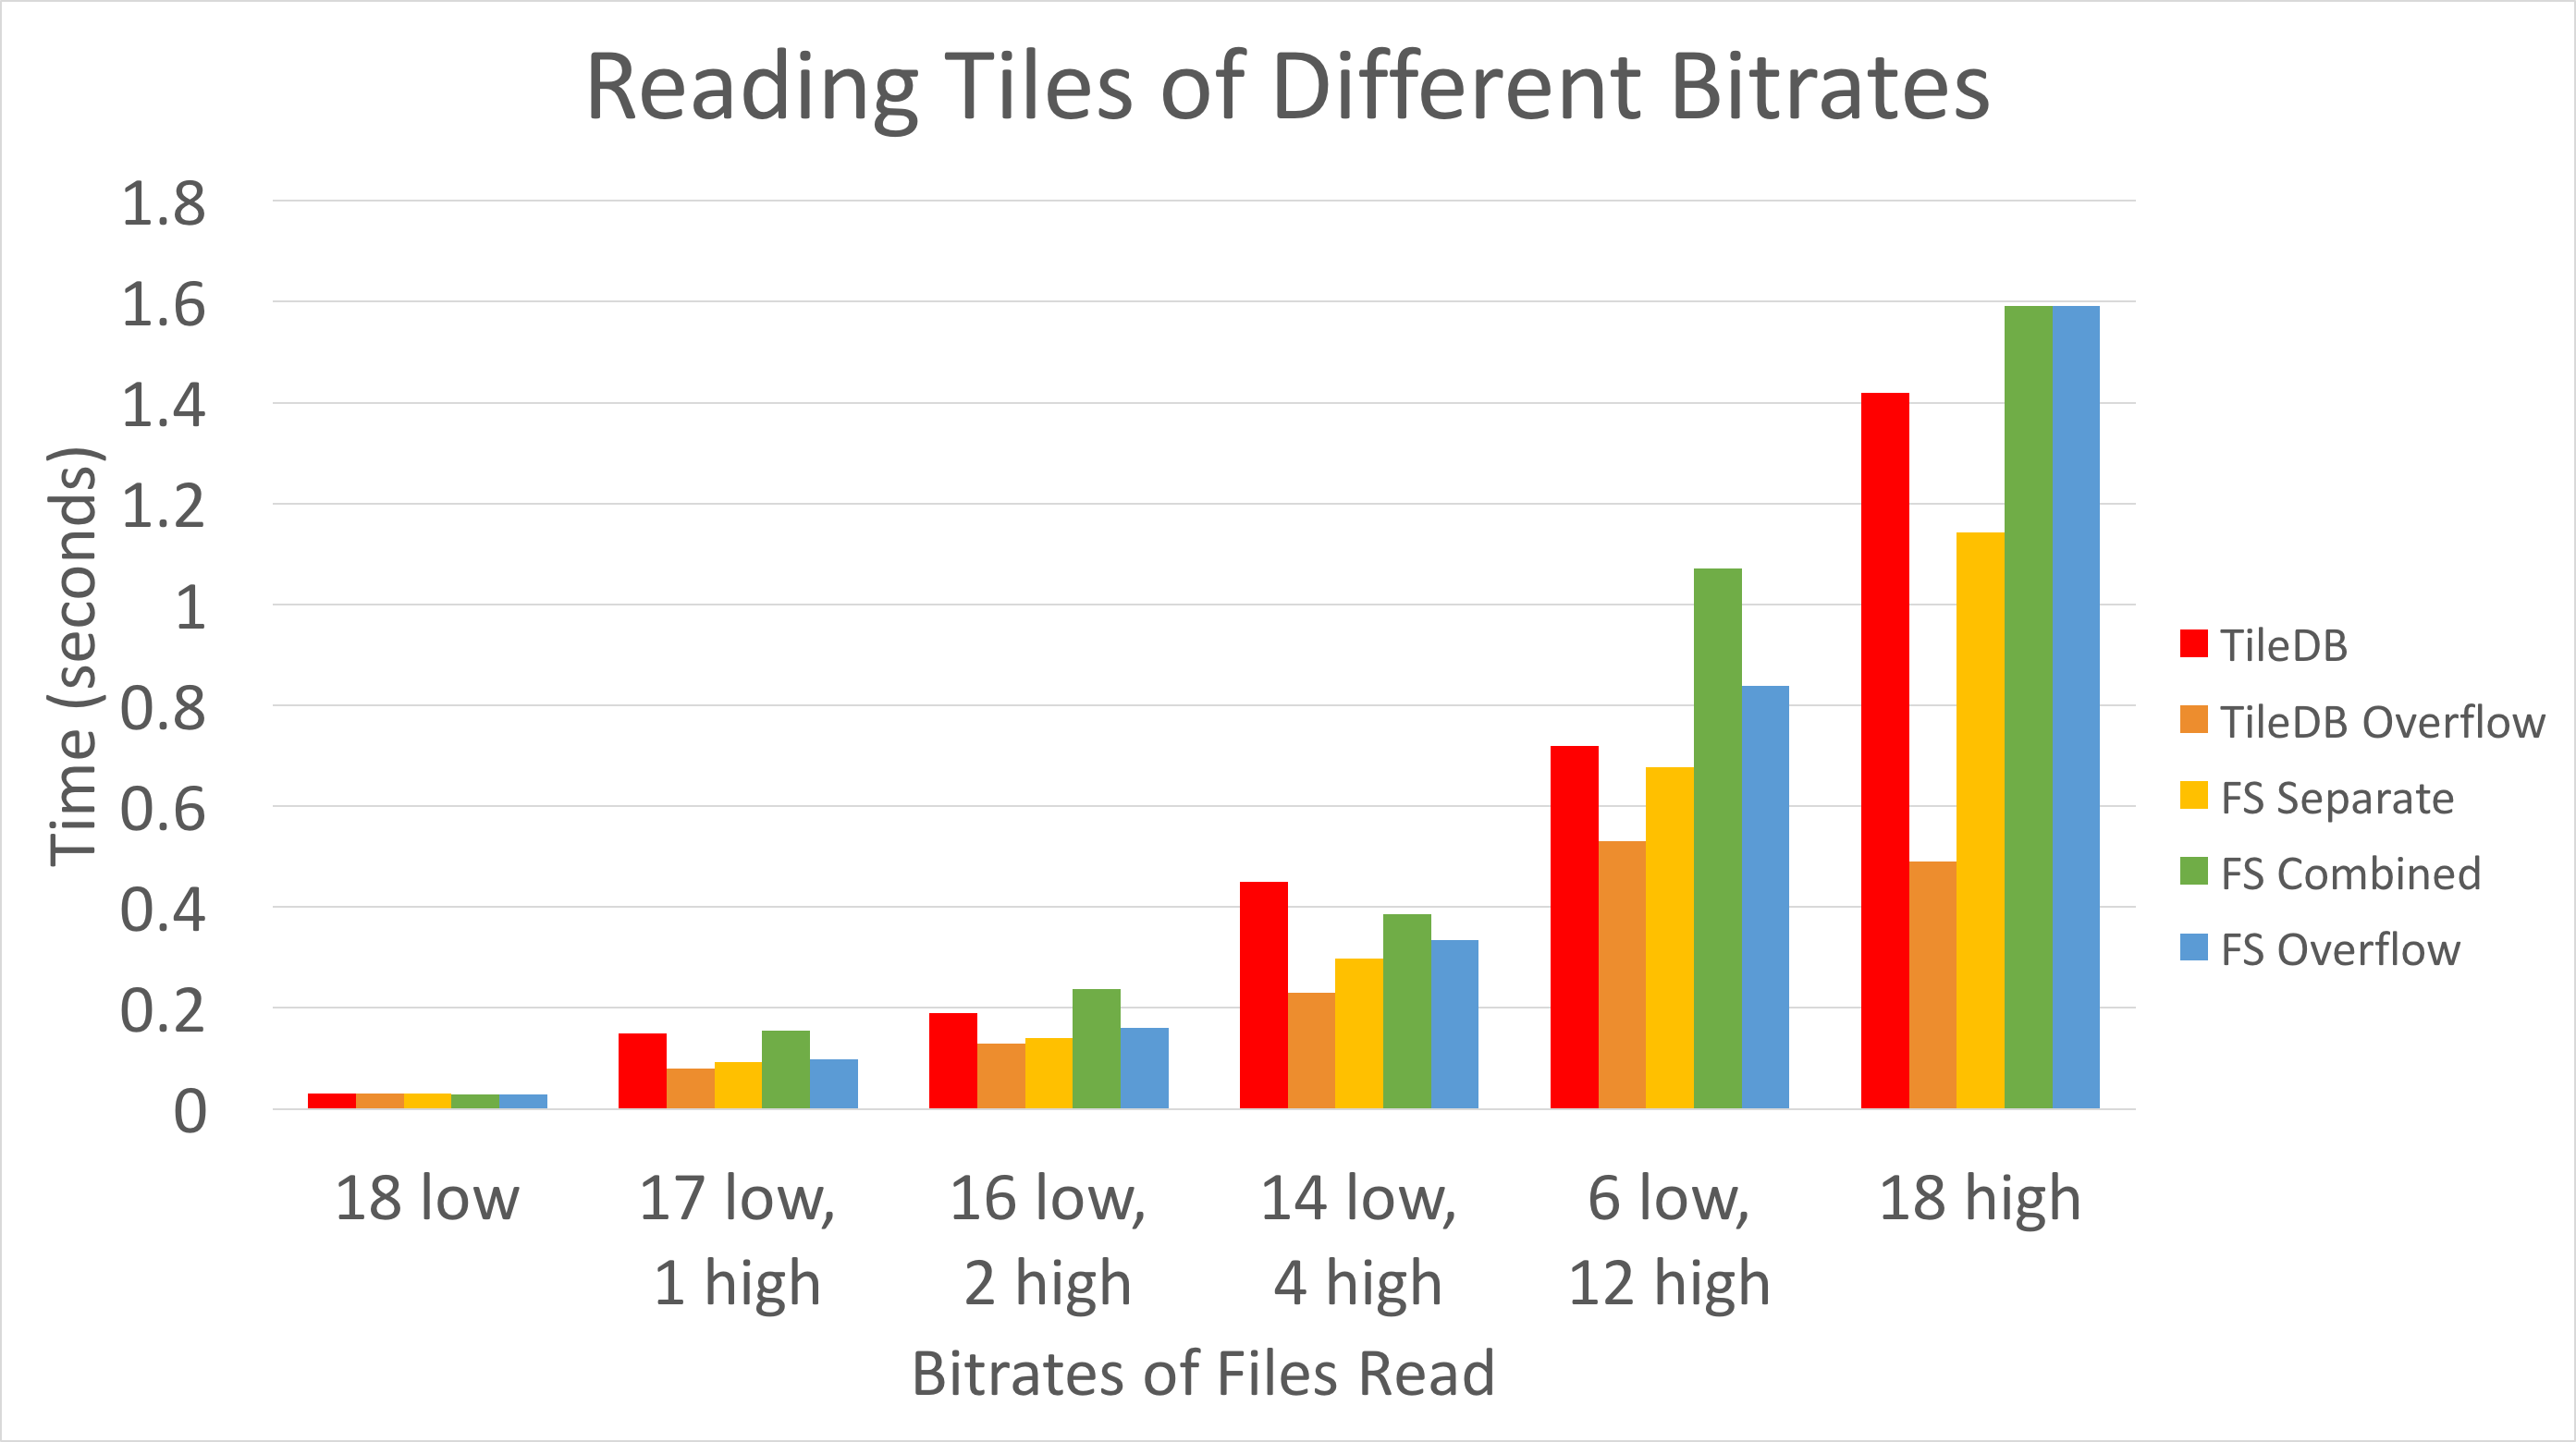 Reading Tiles of Different Bitrates
1.8
1.6
1.4
1.2
1
0.8
0.6
0.4
0.2
0
Time (seconds)
18 low
17 low,
1 high
16 low,
2 high
14 low,
4 high
6 low,
12 high
18 high
Bitrates of Files Read
TileDB
TileDB Overflow
FS Separate
FS Combined
FS Overflow